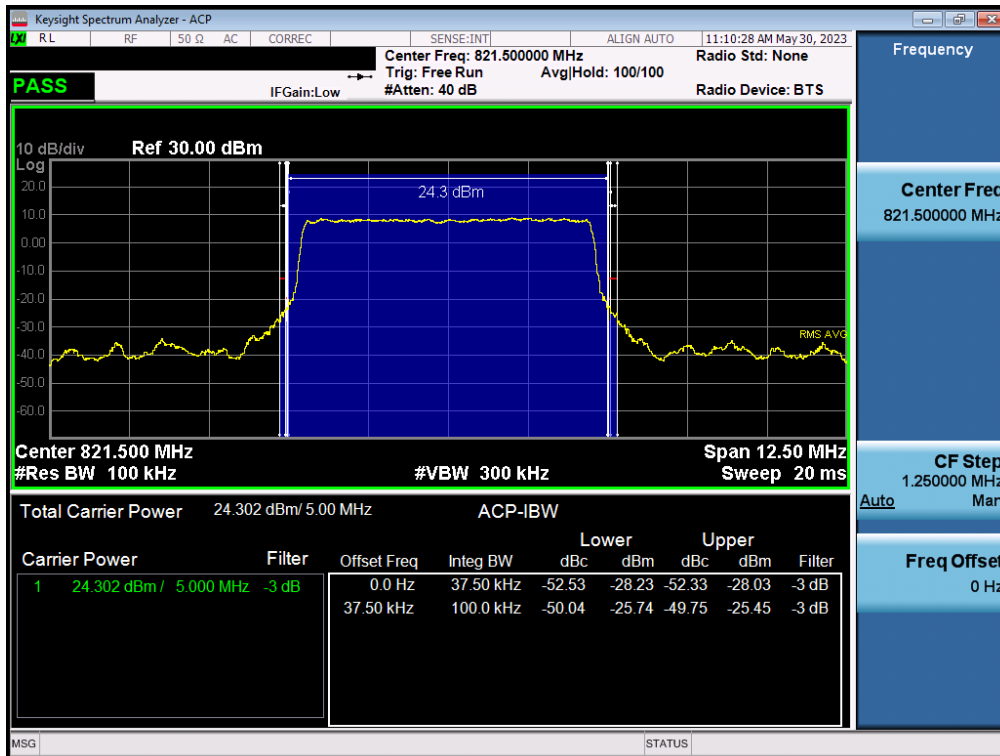 Keysight Spectrum Analyzer - ACP
LXI RL RF 50 Ω AC CORREC SENSE:INT ALIGN AUTO 11:10:28 AM May 30, 2023
Center Freq: 821.500000 MHz Radio Std: None
Trig: Free Run Avg|Hold: 100/100
PASS IFGain:Low #Atten: 40 dB Radio Device: BTS
Frequency
10 dB/div Ref 30.00 dBm
Log
20.0
10.0
0.00
-10.0
-20.0
-30.0
-40.0
-50.0
-60.0
24.3 dBm
RMS AVG
Center 821.500 MHz Span 12.50 MHz
#Res BW 100 kHz #VBW 300 kHz Sweep 20 ms
Center Freq
821.500000 MHz
CF Step
1.250000 MHz
Auto Man
Freq Offset
0 Hz
Total Carrier Power 24.302 dBm/ 5.00 MHz ACP-IBW
Lower Upper
Carrier Power Filter Offset Freq Integ BW dBc dBm dBc dBm Filter
1 24.302 dBm / 5.000 MHz -3 dB 0.0 Hz 37.50 kHz -52.53 -28.23 -52.33 -28.03 -3 dB
37.50 kHz 100.0 kHz -50.04 -25.74 -49.75 -25.45 -3 dB
MSG STATUS